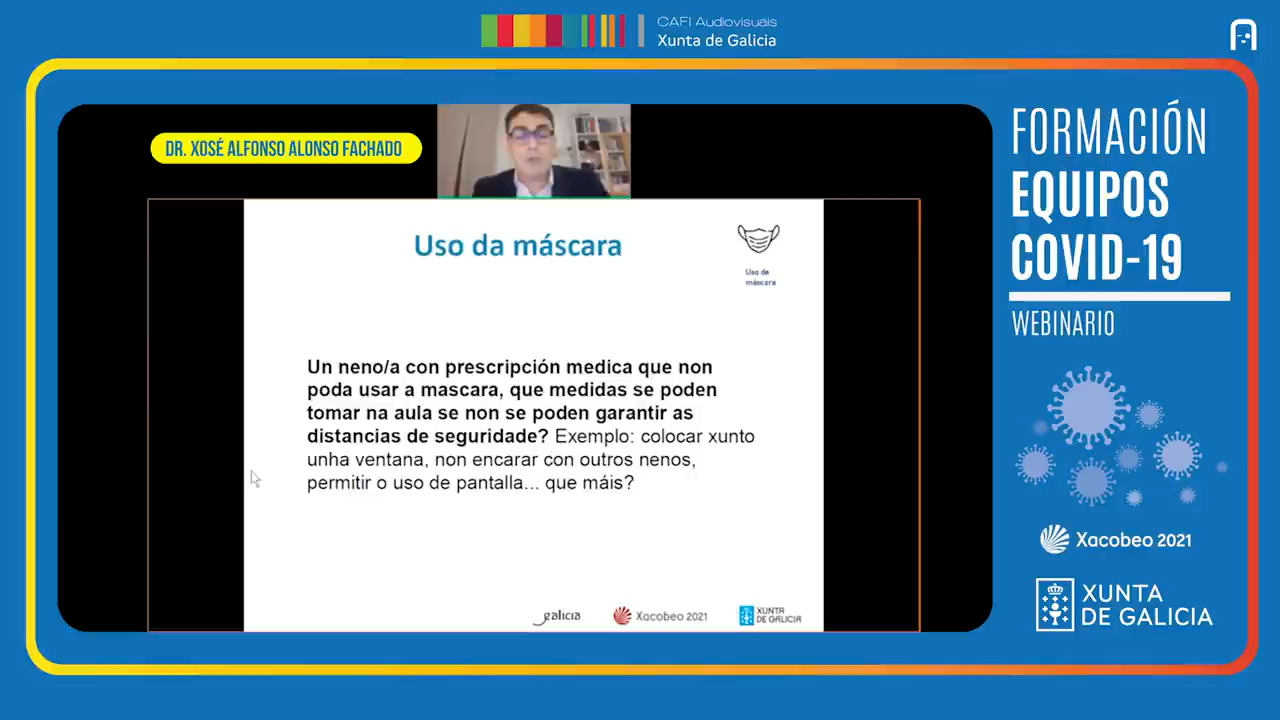 CAFI Audiovisuais
Xunta de Galicia
DR. XOSÉ ALFONSO ALONSO FACHADO
Uso da máscara
Uso de
máscara
Un neno/a con prescripción medica que non
poda usar a mascara, que medidas se poden
tomar na aula se non se poden garantir as
distancias de seguridade? Exemplo: colocar xunto
unha ventana, non encarar con outros nenos,
permitir o uso de pantalla... que máis?
galicia
Xacobeo 2021
XUNTA
DE GALICIA
FORMACIÓN
EQUIPOS
COVID-19
WEBINARIO
Xacobeo 2021
XUNTA
DE GALICIA